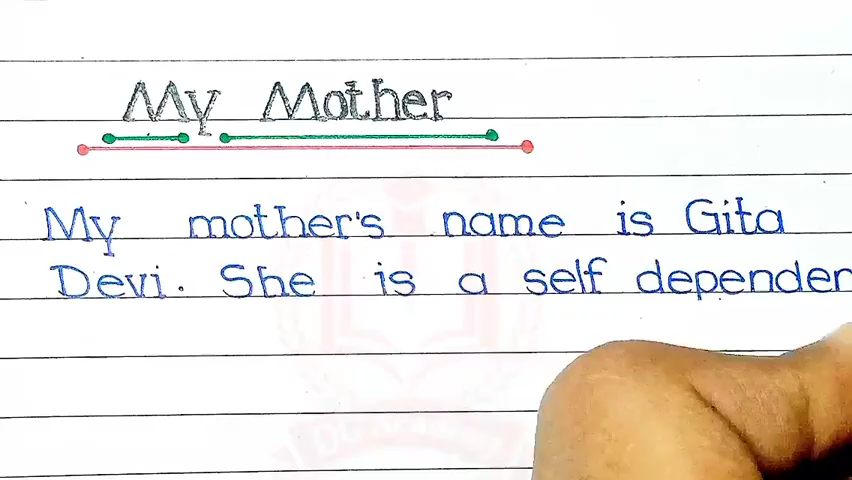 My Mother
My mother's name is Gita
Devi. She is a self dependen